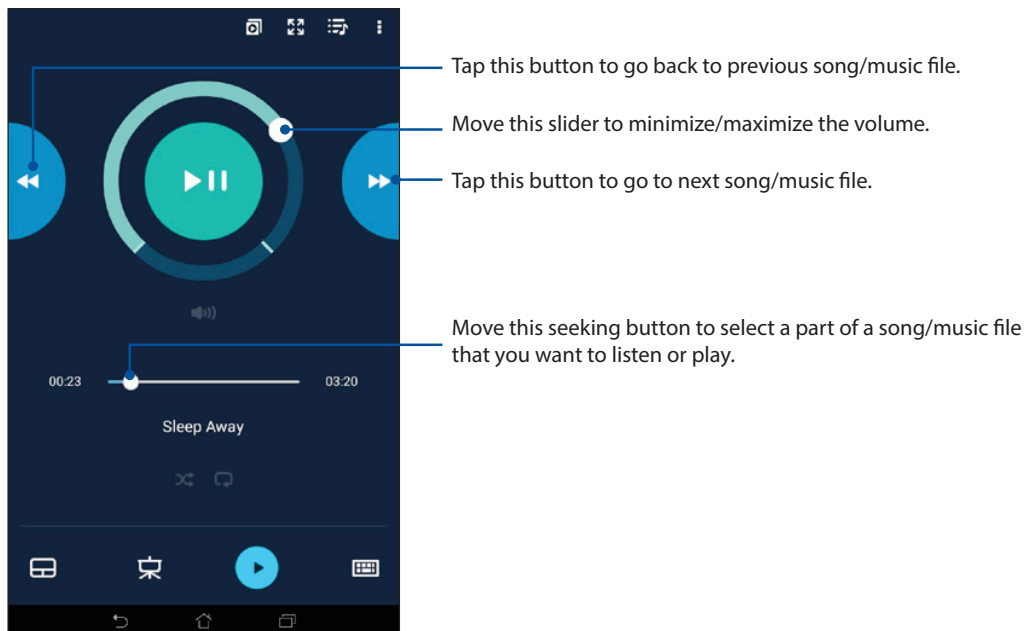 Tap this button to go back to previous song/music file.
Move this slider to minimize/maximize the volume.
Tap this button to go to next song/music file.
Move this seeking button to select a part of a song/music file
that you want to listen or play.
00:23
03:20
Sleep Away